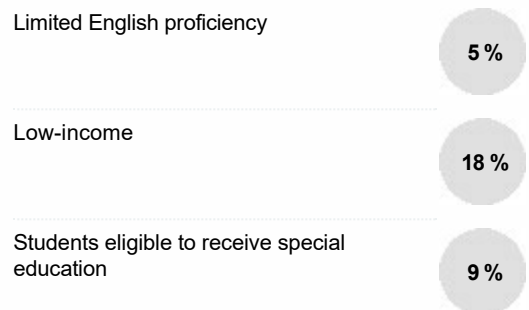 Limited English proficiency
5 %
Low-income
18 %
Students eligible to receive special
education
9 %